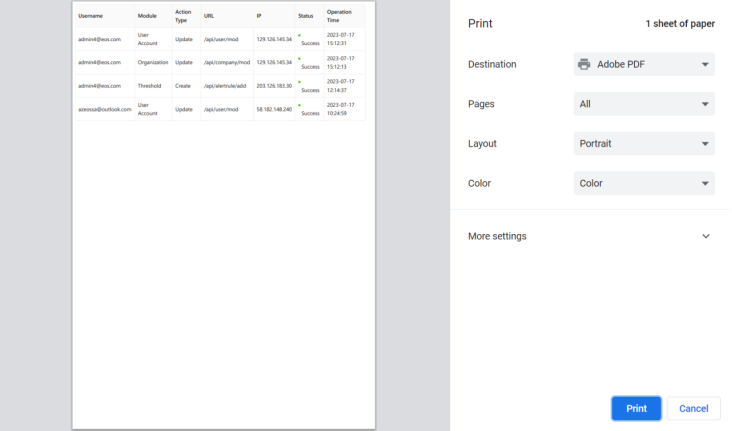 Username Module Action Type URL IP Status Operation Time
admin4@eos.com User Account Update /api/user/mod 129.126.145.34 Success 2023-07-17 15:12:31
admin4@eos.com Organization Update /api/company/mod 129.126.145.34 Success 2023-07-17 15:12:13
admin4@eos.com Threshold Create /api/alertrule/add 203.126.183.30 Success 2023-07-17 12:14:37
azeossa@outlook.com User Account Update /api/user/mod 58.182.148.240 Success 2023-07-17 10:24:59
Print 1 sheet of paper
Destination Adobe PDF
Pages All
Layout Portrait
Color Color
More settings
Print Cancel